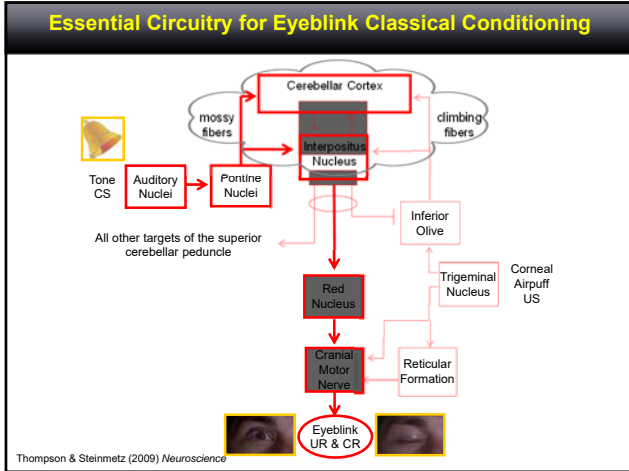 Essential Circuitry for Eyeblink Classical Conditioning
Cerebellar Cortex
mossy
fibers
climbing
fibers
Interpositus
Nucleus
Tone
CS
Auditory
Nuclei
Pontine
Nuclei
Inferior
Olive
All other targets of the superior
cerebellar peduncle
Red
Nucleus
Trigeminal
Nucleus
Corneal
Airpuff
US
Cranial
Motor
Nerve
Reticular
Formation
Eyeblink
UR & CR
Thompson & Steinmetz (2009) Neuroscience